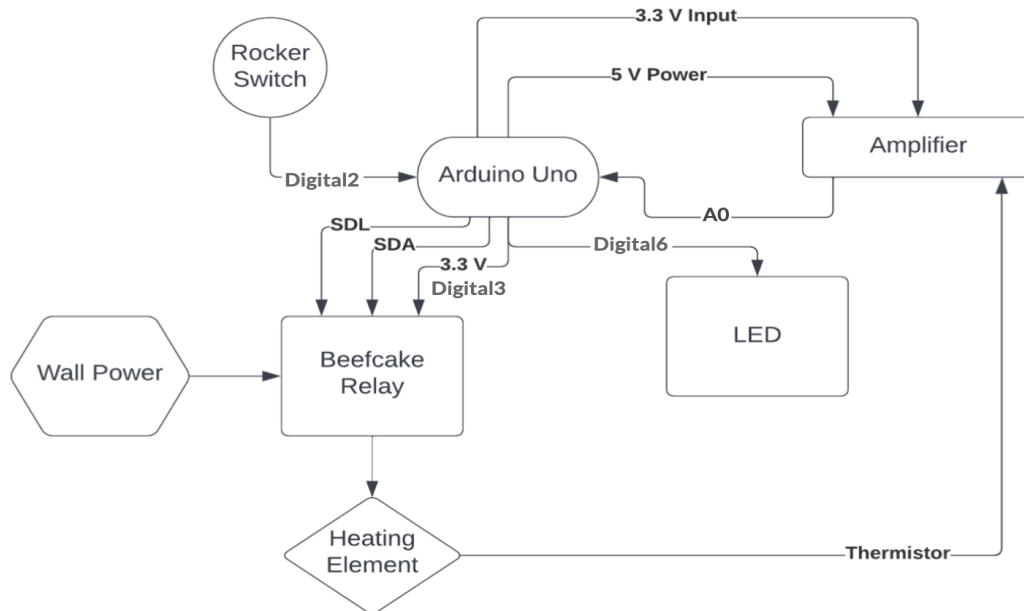 3.3 V Input
Rocker
Switch
5 V Power
Amplifier
Arduino Uno
Digital2
A0
SDL
SDA
Digital6
3.3 V
Digital3
LED
Wall Power
Beefcake
Relay
Heating
Element
Thermistor